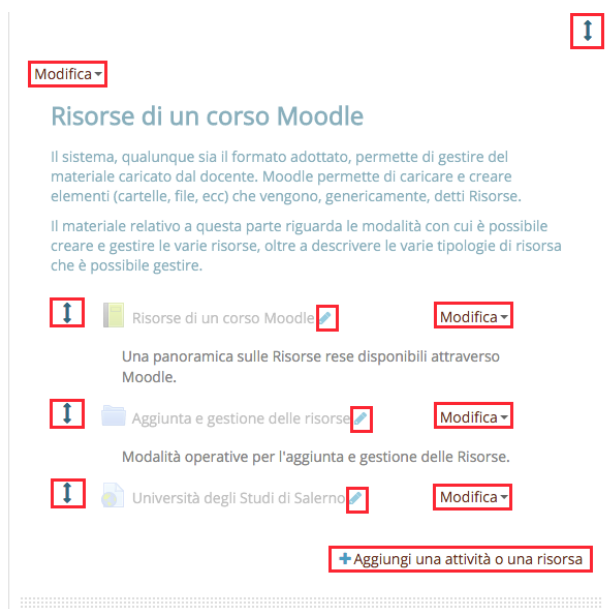 Modifica
Risorse di un corso Moodle
Il sistema, qualunque sia il formato adottato, permette di gestire del
materiale caricato dal docente. Moodle permette di caricare e creare
elementi (cartelle, file, ecc) che vengono, genericamente, detti Risorse.
Il materiale relativo a questa parte riguarda le modalità con cui è possibile
creare e gestire le varie risorse, oltre a descrivere le varie tipologie di risorsa
che è possibile gestire.
Risorse di un corso Moodle Modifica
Una panoramica sulle Risorse rese disponibili attraverso
Moodle.
Aggiunta e gestione delle risorse Modifica
Modalità operative per l'aggiunta e gestione delle Risorse.
Università degli Studi di Salerno Modifica
+Aggiungi una attività o una risorsa